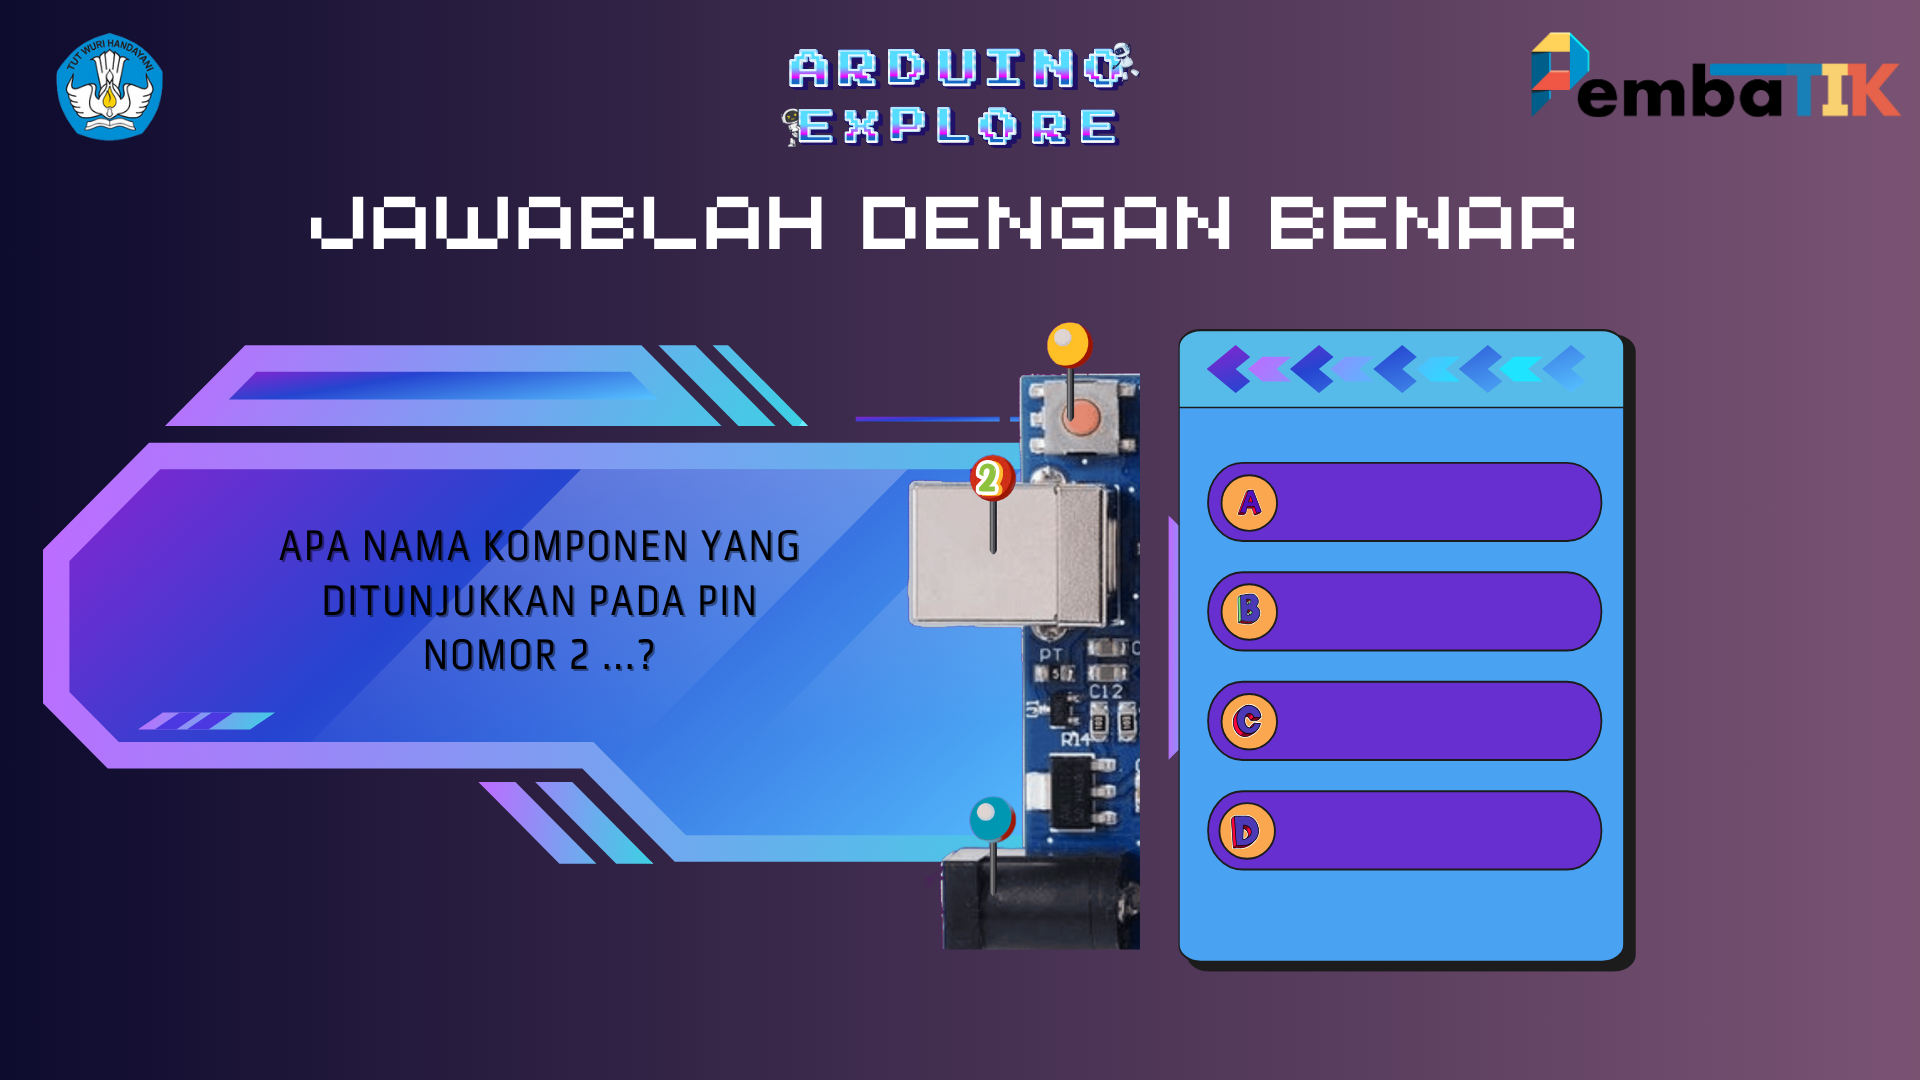 TUT WURI HANDAYANI
ARDUINO
EXPLORE
PembaTIK
JAWABLAH DENGAN BENAR
APA NAMA KOMPONEN YANG
DITUNJUKKAN PADA PIN
NOMOR 2 ...?
2
PT
C12
R14
A
B
C
D